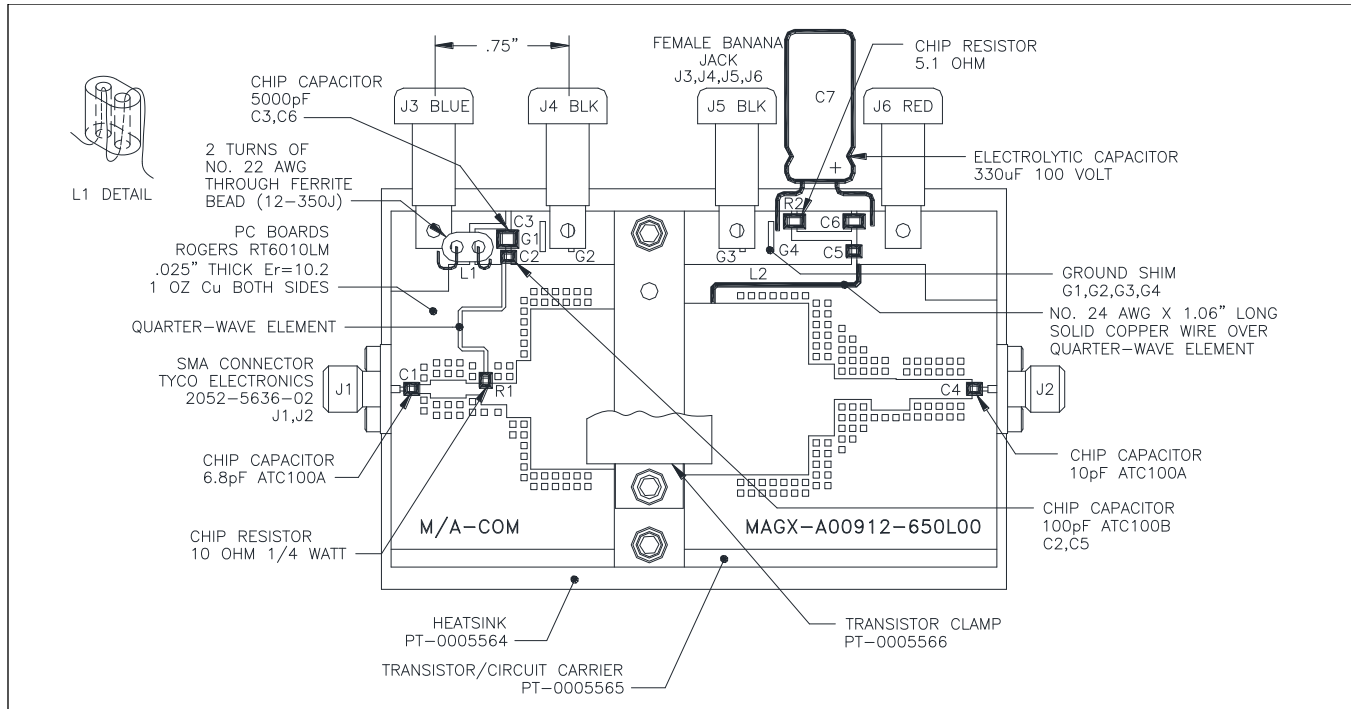 .75"
FEMALE BANANA
JACK
J3,J4,J5,J6
CHIP RESISTOR
5.1 OHM
CHIP CAPACITOR
5000pF
C3,C6
J3 BLUE
J4 BLK
J5 BLK
C7
J6 RED
L1 DETAIL
2 TURNS OF
NO. 22 AWG
THROUGH FERRITE
BEAD (12-350J)
ELECTROLYTIC CAPACITOR
330uF 100 VOLT
+
R2
C3
G1
C2
G2
L1
G3
G4
C6
C5
L2
PC BOARDS
ROGERS RT6010LM
.025" THICK Er=10.2
1 OZ Cu BOTH SIDES
GROUND SHIM
G1,G2,G3,G4
QUARTER-WAVE ELEMENT
NO. 24 AWG X 1.06" LONG
SOLID COPPER WIRE OVER
QUARTER-WAVE ELEMENT
SMA CONNECTOR
TYCO ELECTRONICS
2052-5636-02
J1,J2
J1
C1
R1
C4
J2
CHIP CAPACITOR
6.8pF ATC100A
CHIP CAPACITOR
10pF ATC100A
CHIP RESISTOR
10 OHM 1/4 WATT
M/A-COM
MAGX-A00912-650L00
CHIP CAPACITOR
100pF ATC100B
C2,C5
HEATSINK
PT-0005564
TRANSISTOR CLAMP
PT-0005566
TRANSISTOR/CIRCUIT CARRIER
PT-0005565